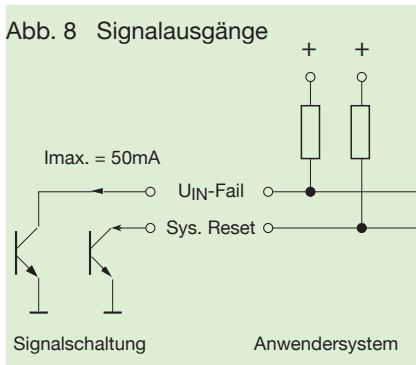 Abb. 8 Signalausgänge
+ +
Imax. = 50mA
UIN-Fail
Sys. Reset
Signalschaltung Anwendersystem